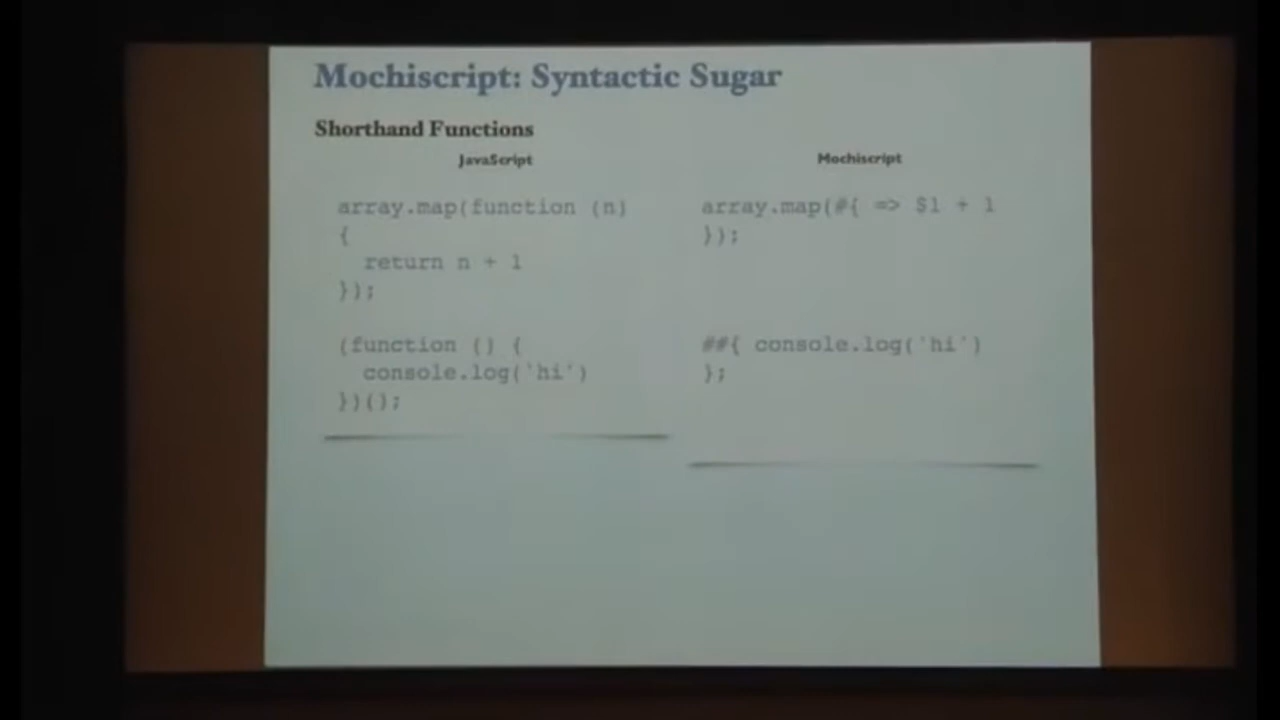 Mochiscript: Syntactic Sugar
Shorthand Functions
JavaScript
array.map(function (n)
{
  return n + 1
});
(function () {
  console.log('hi')
})();
Mochiscript
array.map(#{ => $1 + 1
});
##{ console.log('hi')
};